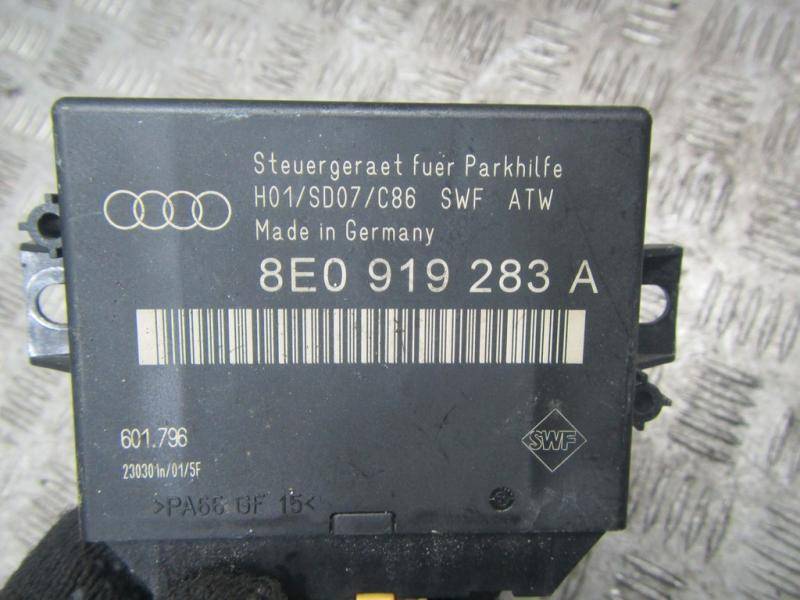 Steuergeraet fuer Parkhilfe
H01/SD07/C86 SWF ATW
Made in Germany
8E0 919 283 A
601.796
SWF
230301n/01/5F
>PA66 GF 15<